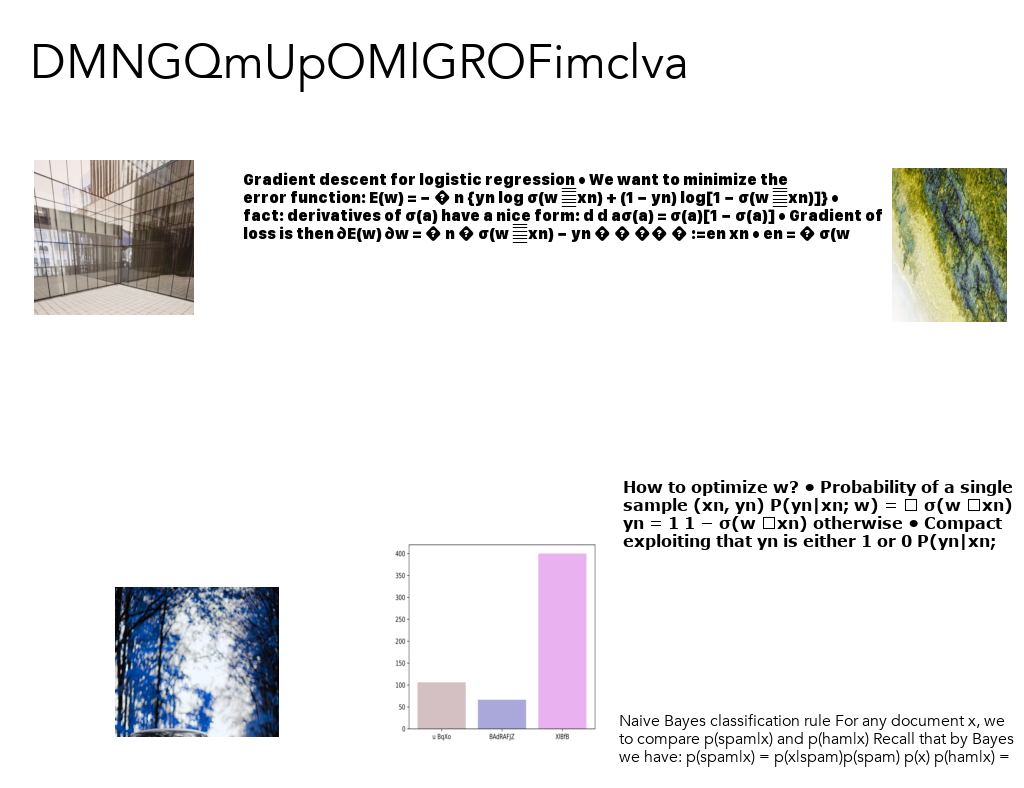 DMNGQmUpOMlGROFimclva
Gradient descent for logistic regression • We want to minimize the
error function: E(w) = − � n {yn log σ(w xn) + (1 − yn) log[1 − σ(w xn)]} •
fact: derivatives of σ(a) have a nice form: d d aσ(a) = σ(a)[1 − σ(a)] • Gradient of
loss is then ∂E(w) ∂w = � n � σ(w xn) − yn � � �� � :=en xn • en = � σ(w
How to optimize w? • Probability of a single
sample (xn, yn) P(yn|xn; w) = □ σ(w □xn)
yn = 1 1 − σ(w □xn) otherwise • Compact
exploiting that yn is either 1 or 0 P(yn|xn;
400
350
300
250
200
150
100
50
0
u BqXo BAdRAFJZ XlBfB
Naive Bayes classification rule For any document x, we
to compare p(spam|x) and p(ham|x) Recall that by Bayes
we have: p(spam|x) = p(x|spam)p(spam) p(x) p(ham|x) =